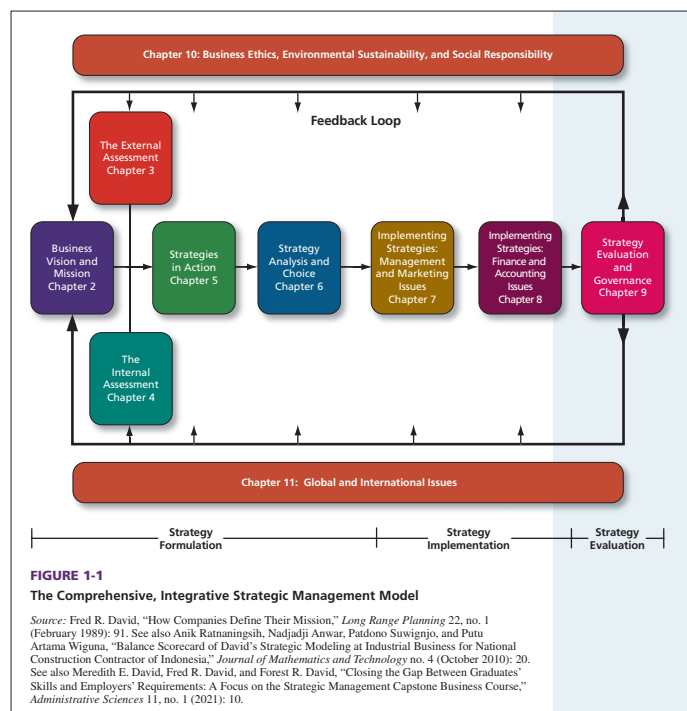 Chapter 10: Business Ethics, Environmental Sustainability, and Social Responsibility
Feedback Loop
The External
Assessment
Chapter 3
Business
Vision and
Mission
Chapter 2
Strategies
in Action
Chapter 5
Strategy
Analysis and
Choice
Chapter 6
Implementing
Strategies:
Management
and Marketing
Issues
Chapter 7
Implementing
Strategies:
Finance and
Accounting
Issues
Chapter 8
Strategy
Evaluation
and
Governance
Chapter 9
The
Internal
Assessment
Chapter 4
Chapter 11: Global and International Issues
Strategy
Formulation
Strategy
Implementation
Strategy
Evaluation
FIGURE 1-1
The Comprehensive, Integrative Strategic Management Model
Source: Fred R. David, “How Companies Define Their Mission,” Long Range Planning 22, no. 1
(February 1989): 91. See also Anik Ratnaningsih, Nadjadji Anwar, Patdono Suwignjo, and Putu
Artama Wiguna, “Balance Scorecard of David’s Strategic Modeling at Industrial Business for National
Construction Contractor of Indonesia,” Journal of Mathematics and Technology no. 4 (October 2010): 20.
See also Meredith E. David, Fred R. David, and Forest R. David, “Closing the Gap Between Graduates’
Skills and Employers’ Requirements: A Focus on the Strategic Management Capstone Business Course,”
Administrative Sciences 11, no. 1 (2021): 10.